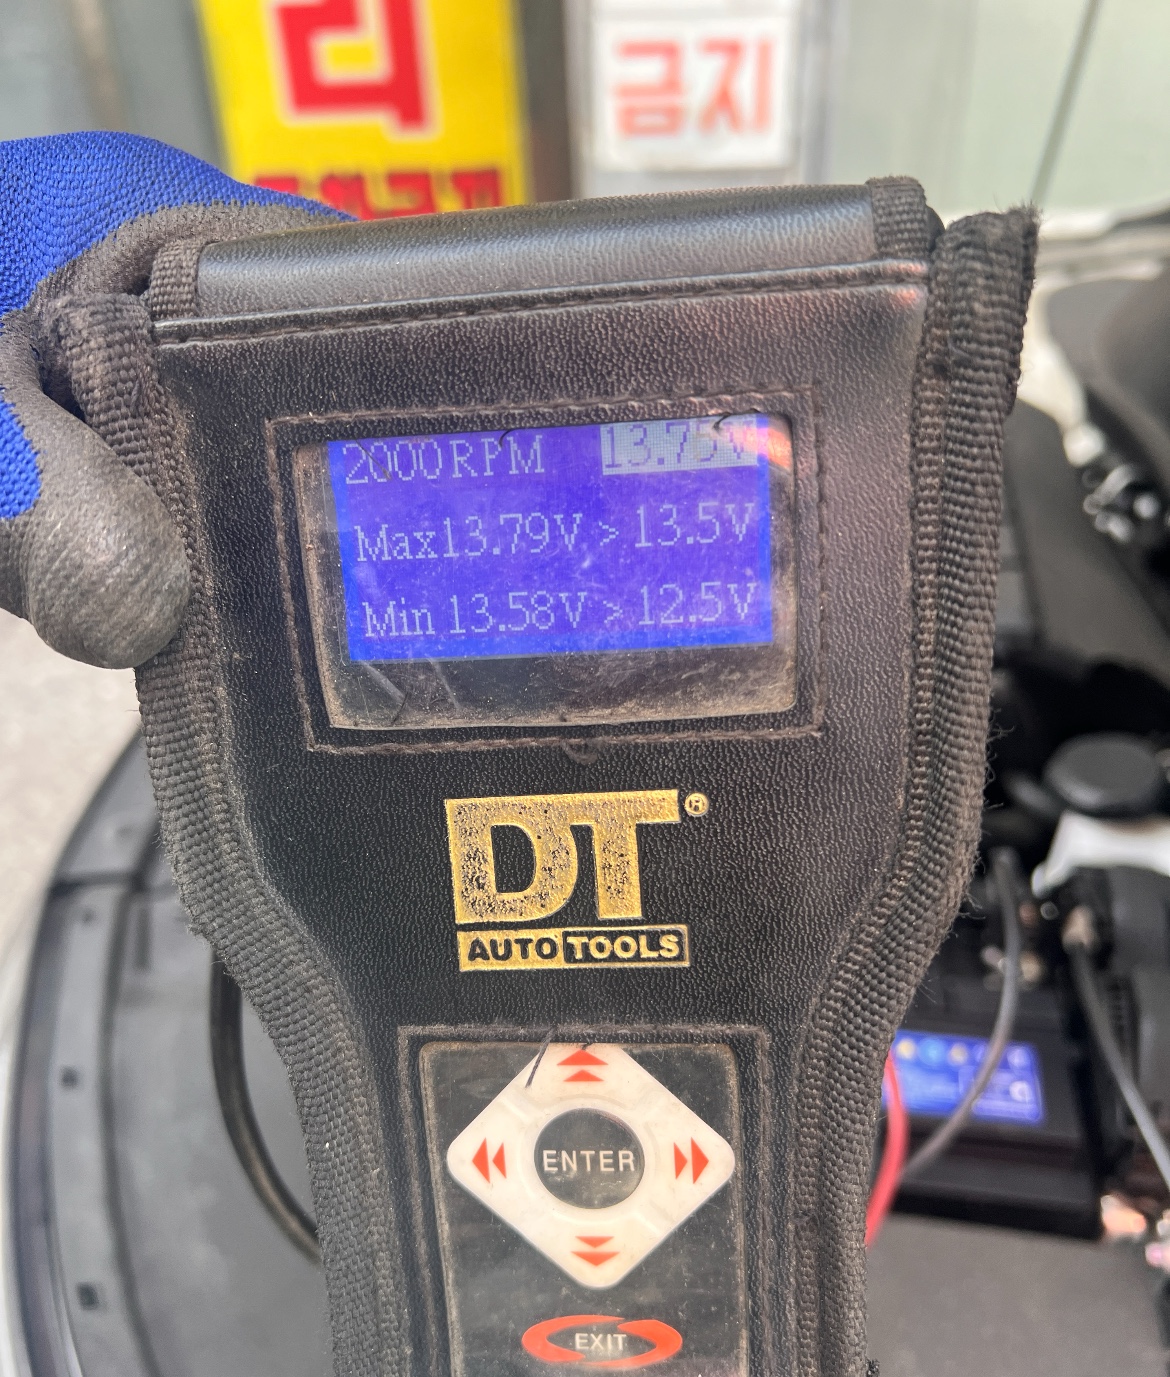 금지
2000RPM 13.75V
Max13.79V > 13.5V
Min 13.58V > 12.5V
DT®
AUTO TOOLS
ENTER
EXIT